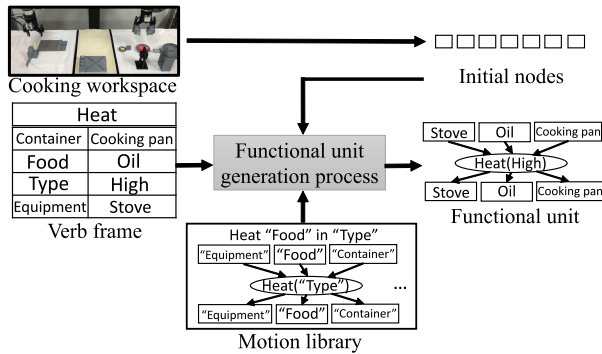 Cooking workspace
Initial nodes
Heat
Container Cooking pan
Food Oil
Type High
Equipment Stove
Verb frame
Functional unit
generation process
Stove Oil Cooking pan
Heat(High)
Stove Oil Cooking pan
Functional unit
Heat “Food” in “Type”
“Equipment” “Food” “Container”
Heat(“Type”) ...
“Equipment” “Food” “Container”
Motion library